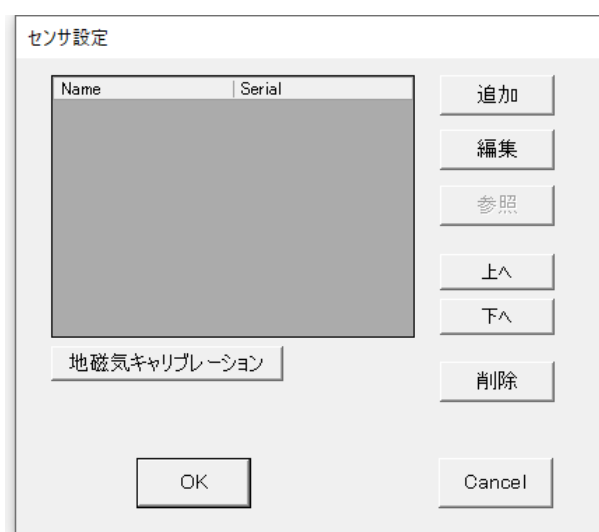 センサ設定
Name Serial
追加
編集
参照
上へ
下へ
地磁気キャリブレーション
削除
OK Cancel